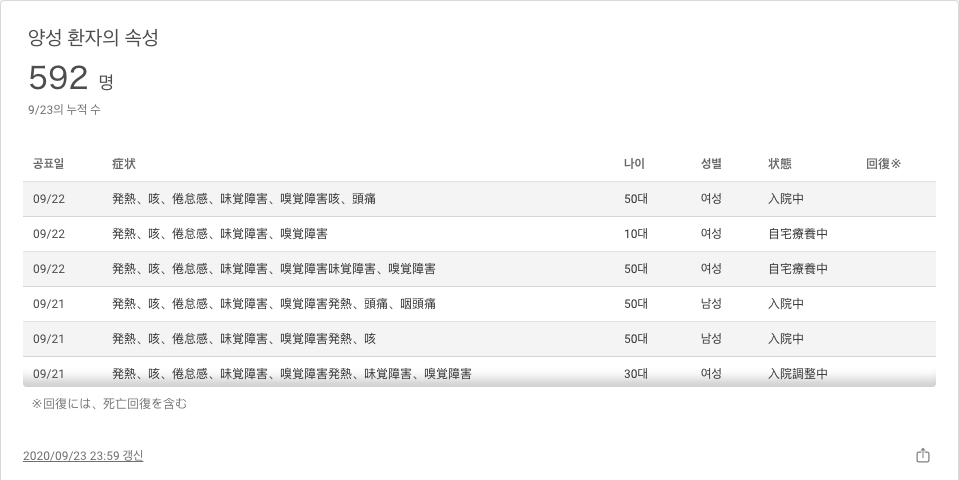 양성 환자의 속성
592 명
9/23의 누적 수
공표일 症状 나이 성별 状態 回復※
09/22 発熱、咳、倦怠感、味覚障害、嗅覚障害咳、頭痛 50대 여성 入院中
09/22 発熱、咳、倦怠感、味覚障害、嗅覚障害 10대 여성 自宅療養中
09/22 発熱、咳、倦怠感、味覚障害、嗅覚障害味覚障害、嗅覚障害 50대 여성 自宅療養中
09/21 発熱、咳、倦怠感、味覚障害、嗅覚障害発熱、頭痛、咽頭痛 50대 남성 入院中
09/21 発熱、咳、倦怠感、味覚障害、嗅覚障害発熱、咳 50대 남성 入院中
09/21 発熱、咳、倦怠感、味覚障害、嗅覚障害発熱、味覚障害、嗅覚障害 30대 여성 入院調整中
※回復には、死亡回復を含む
2020/09/23 23:59 갱신